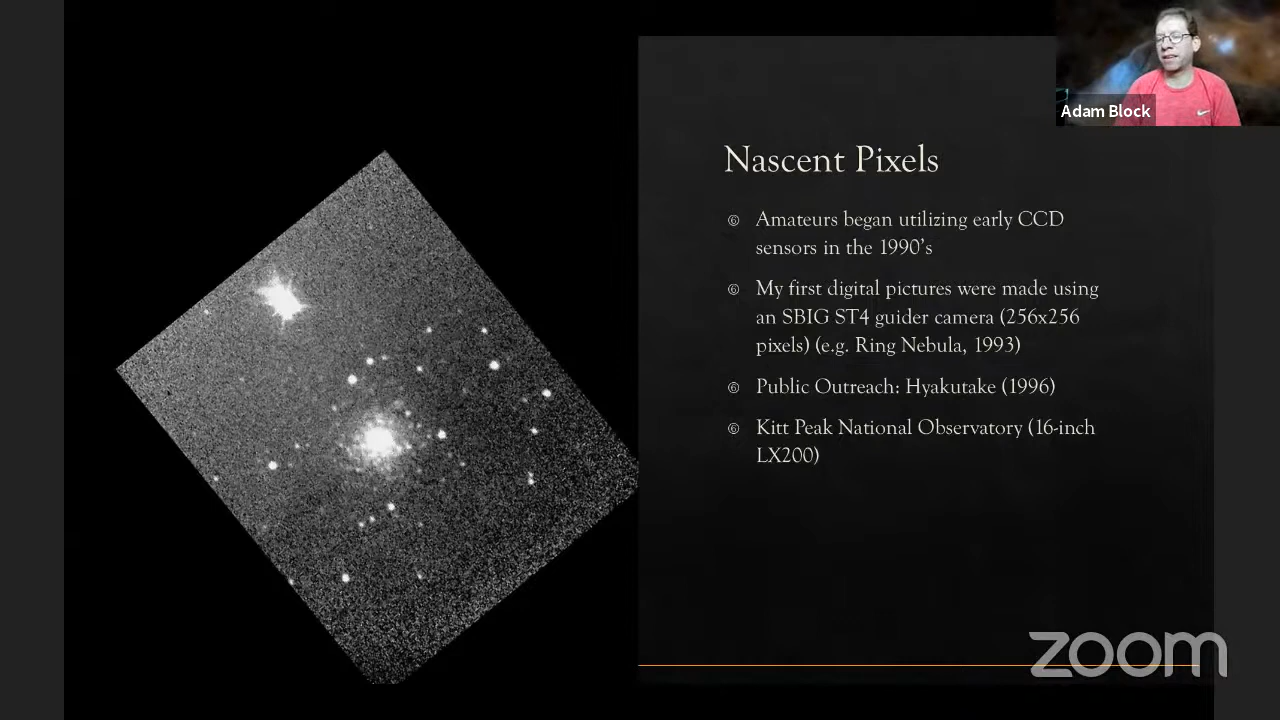 Adam Block
Nascent Pixels
Amateurs began utilizing early CCD
sensors in the 1990's
My first digital pictures were made using
an SBIG ST4 guider camera (256x256
pixels) (e.g. Ring Nebula, 1993)
Public Outreach: Hyakutake (1996)
Kitt Peak National Observatory (16-inch
LX200)
zoom